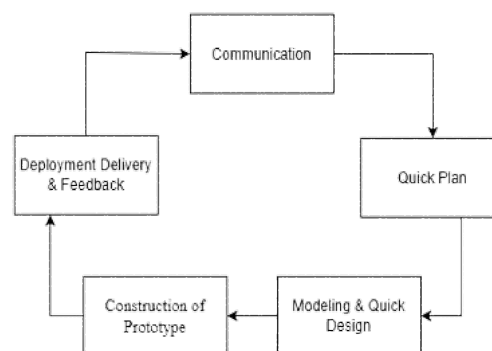 Communication
Quick Plan
Modeling & Quick
Design
Construction of
Prototype
Deployment Delivery
& Feedback